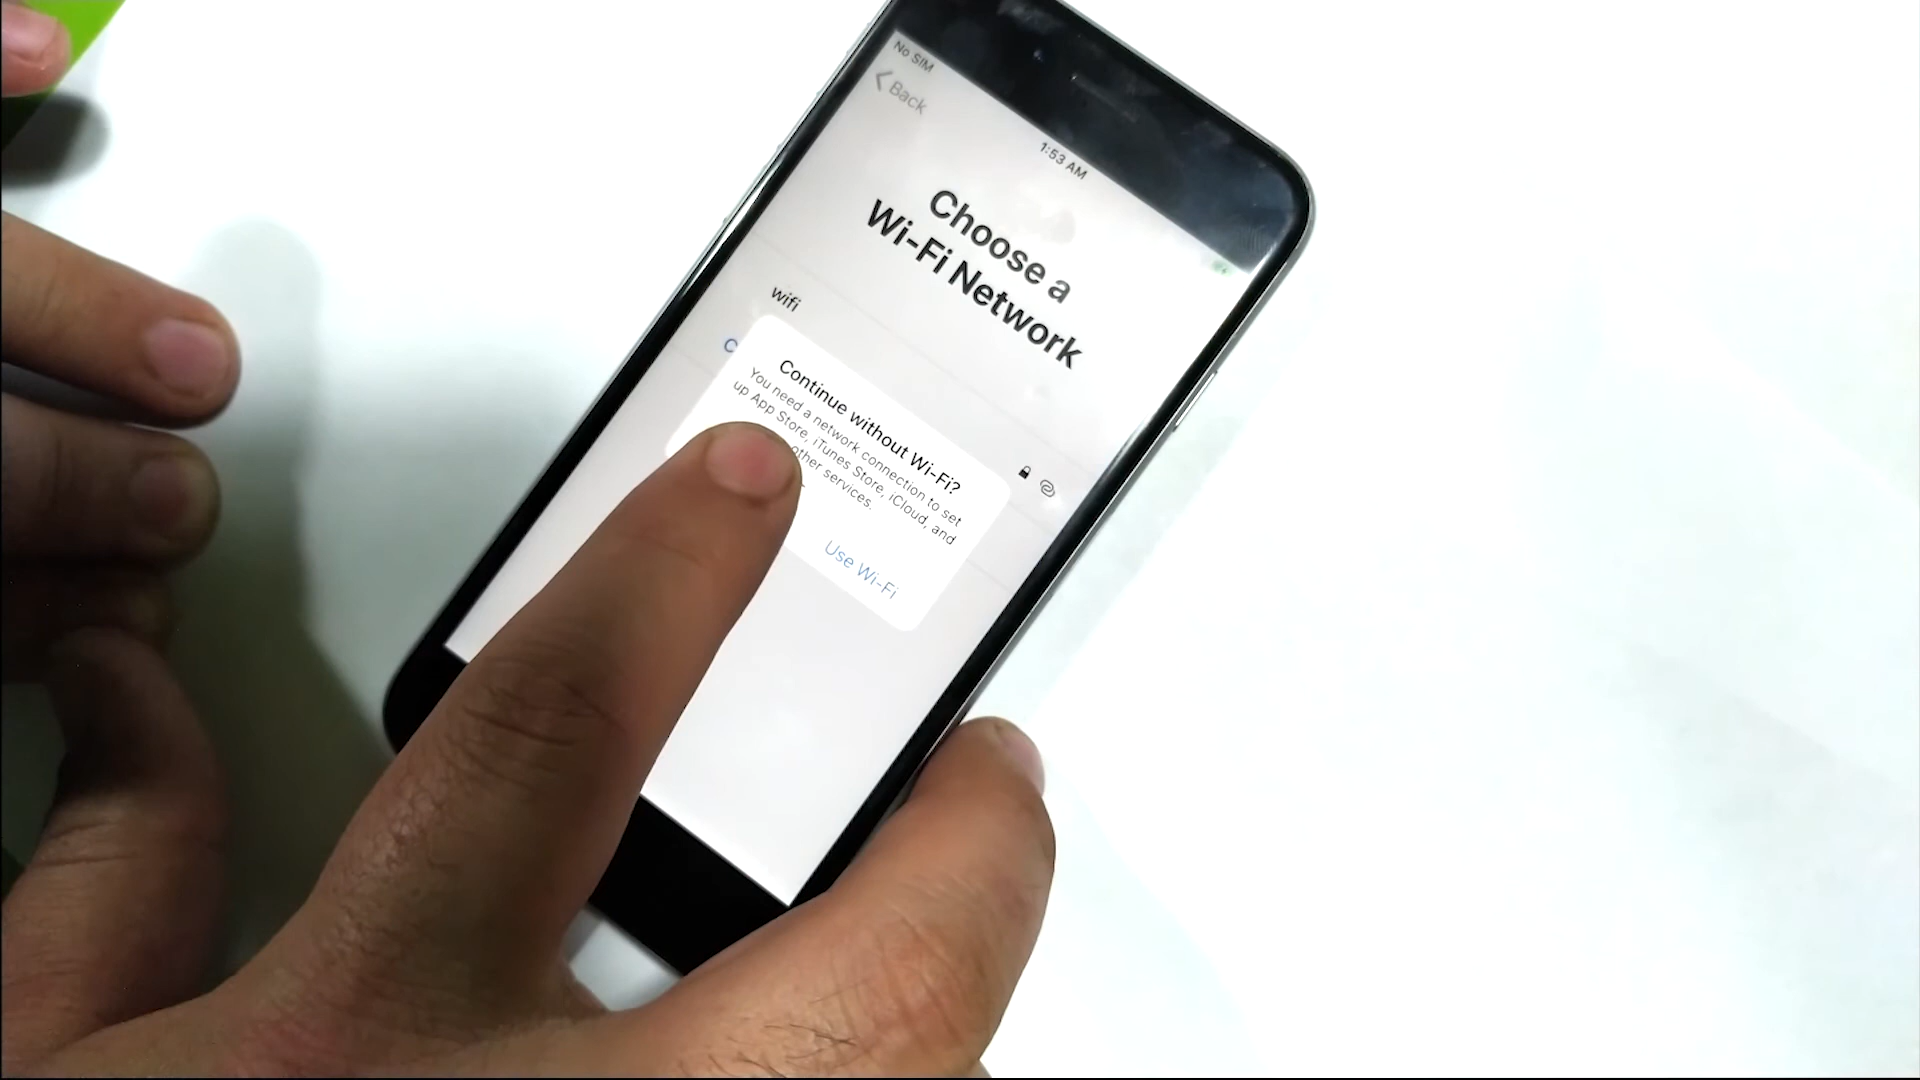 No SIM
Back
1:53 AM
Choose a
Wi-Fi Network
wifi
Continue without Wi-Fi?
You need a network connection to set
up App Store, iTunes Store, iCloud, and
other services.
Use Wi-Fi